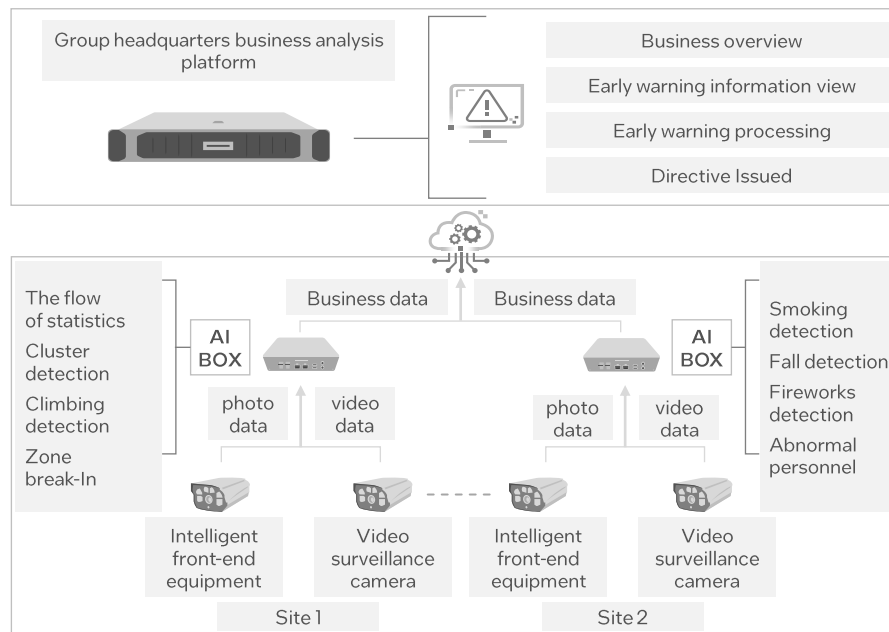 Group headquarters business analysis
platform
Business overview
Early warning information view
Early warning processing
Directive Issued
Business data
Business data
The flow
of statistics
Cluster
detection
Climbing
detection
Zone
break-In
AI
BOX
AI
BOX
Smoking
detection
Fall detection
Fireworks
detection
Abnormal
personnel
photo
data
video
data
photo
data
video
data
Intelligent
front-end
equipment
Video
surveillance
camera
Intelligent
front-end
equipment
Video
surveillance
camera
Site 1
Site 2